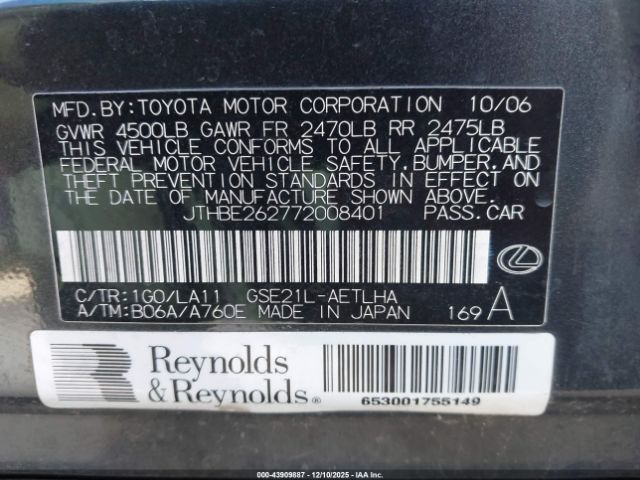 MFD.BY:TOYOTA MOTOR CORPORATION 10/06
GVWR 4500LB GAWR FR 2470LB RR 2475LB
THIS VEHICLE CONFORMS TO ALL APPLICABLE
FEDERAL MOTOR VEHICLE SAFETY, BUMPER, AND
THEFT PREVENTION STANDARDS IN EFFECT ON
THE DATE OF MANUFACTURE SHOWN ABOVE.
JTHBE262772008401 PASS.CAR
C/TR:1G0/LA11 GSE21L-AETLHA
A/TM:B06A/A760E MADE IN JAPAN 169 A
Reynolds
& Reynolds®
653001755149
000-43909887 - 12/10/2025 - IAA Inc.